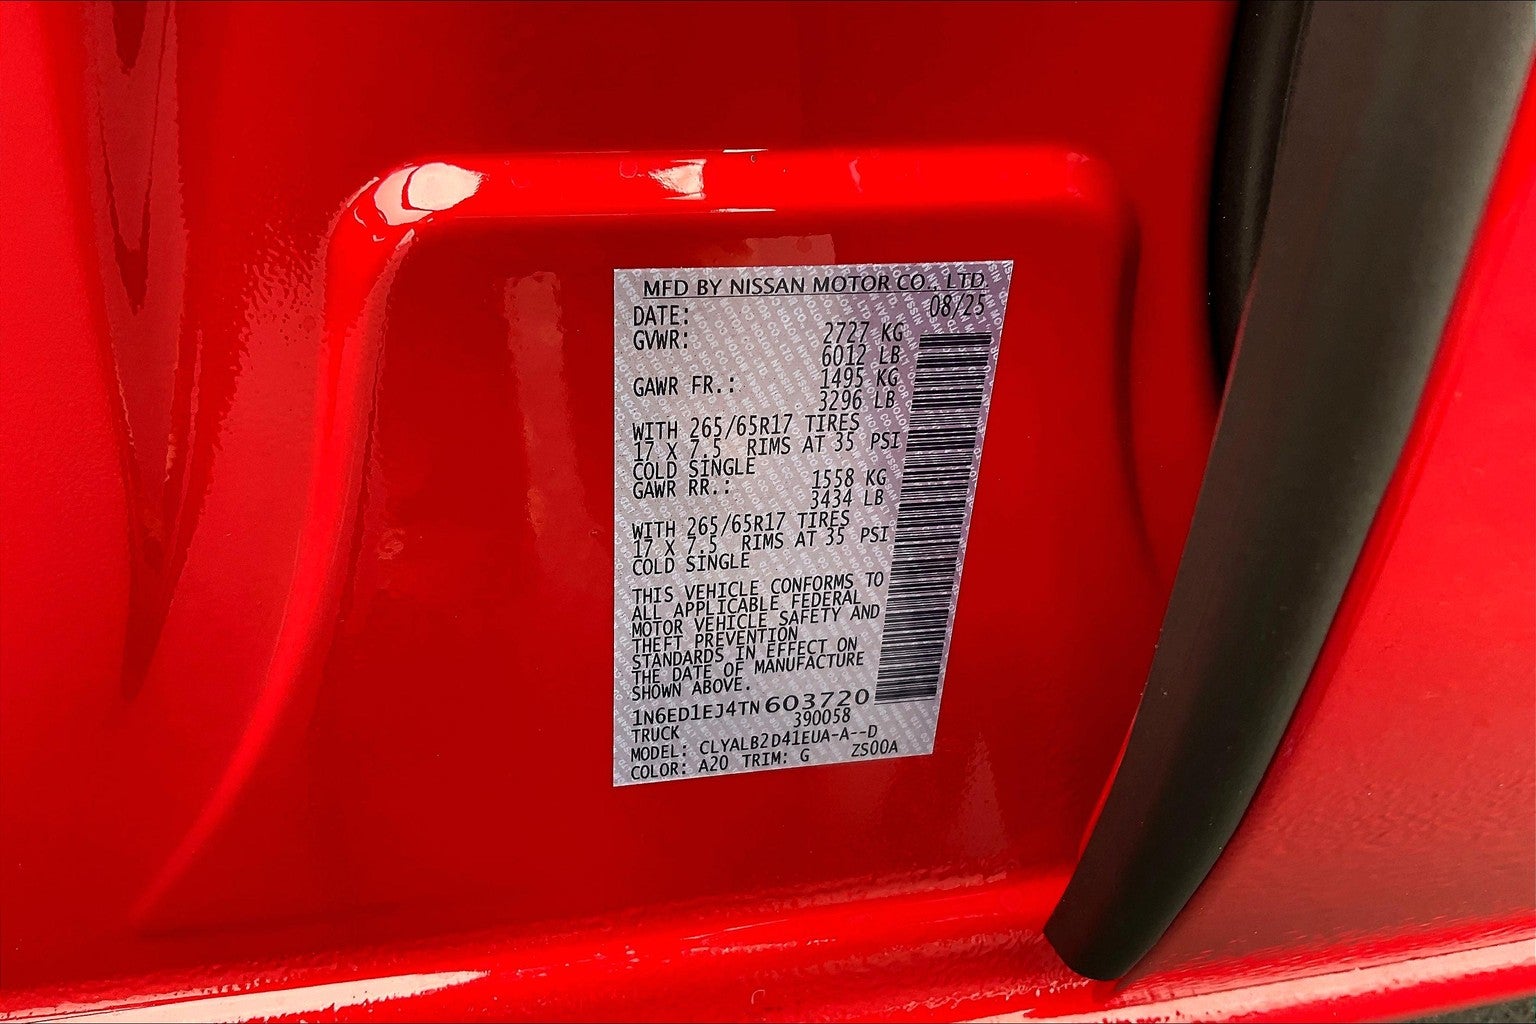 MFD BY NISSAN MOTOR CO., LTD.
DATE: 08/25
GVWR: 2727 KG
6012 LB
GAWR FR.: 1495 KG
3296 LB
WITH 265/65R17 TIRES
17 X 7.5 RIMS AT 35 PSI
COLD SINGLE
GAWR RR.: 1558 KG
3434 LB
WITH 265/65R17 TIRES
17 X 7.5 RIMS AT 35 PSI
COLD SINGLE
THIS VEHICLE CONFORMS TO
ALL APPLICABLE FEDERAL
MOTOR VEHICLE SAFETY AND
THEFT PREVENTION
STANDARDS IN EFFECT ON
THE DATE OF MANUFACTURE
SHOWN ABOVE.
1N6ED1EJ4TN603720
TRUCK 390058
MODEL: CLYALB2D41EUA-A--D
COLOR: A20 TRIM: G ZS00A